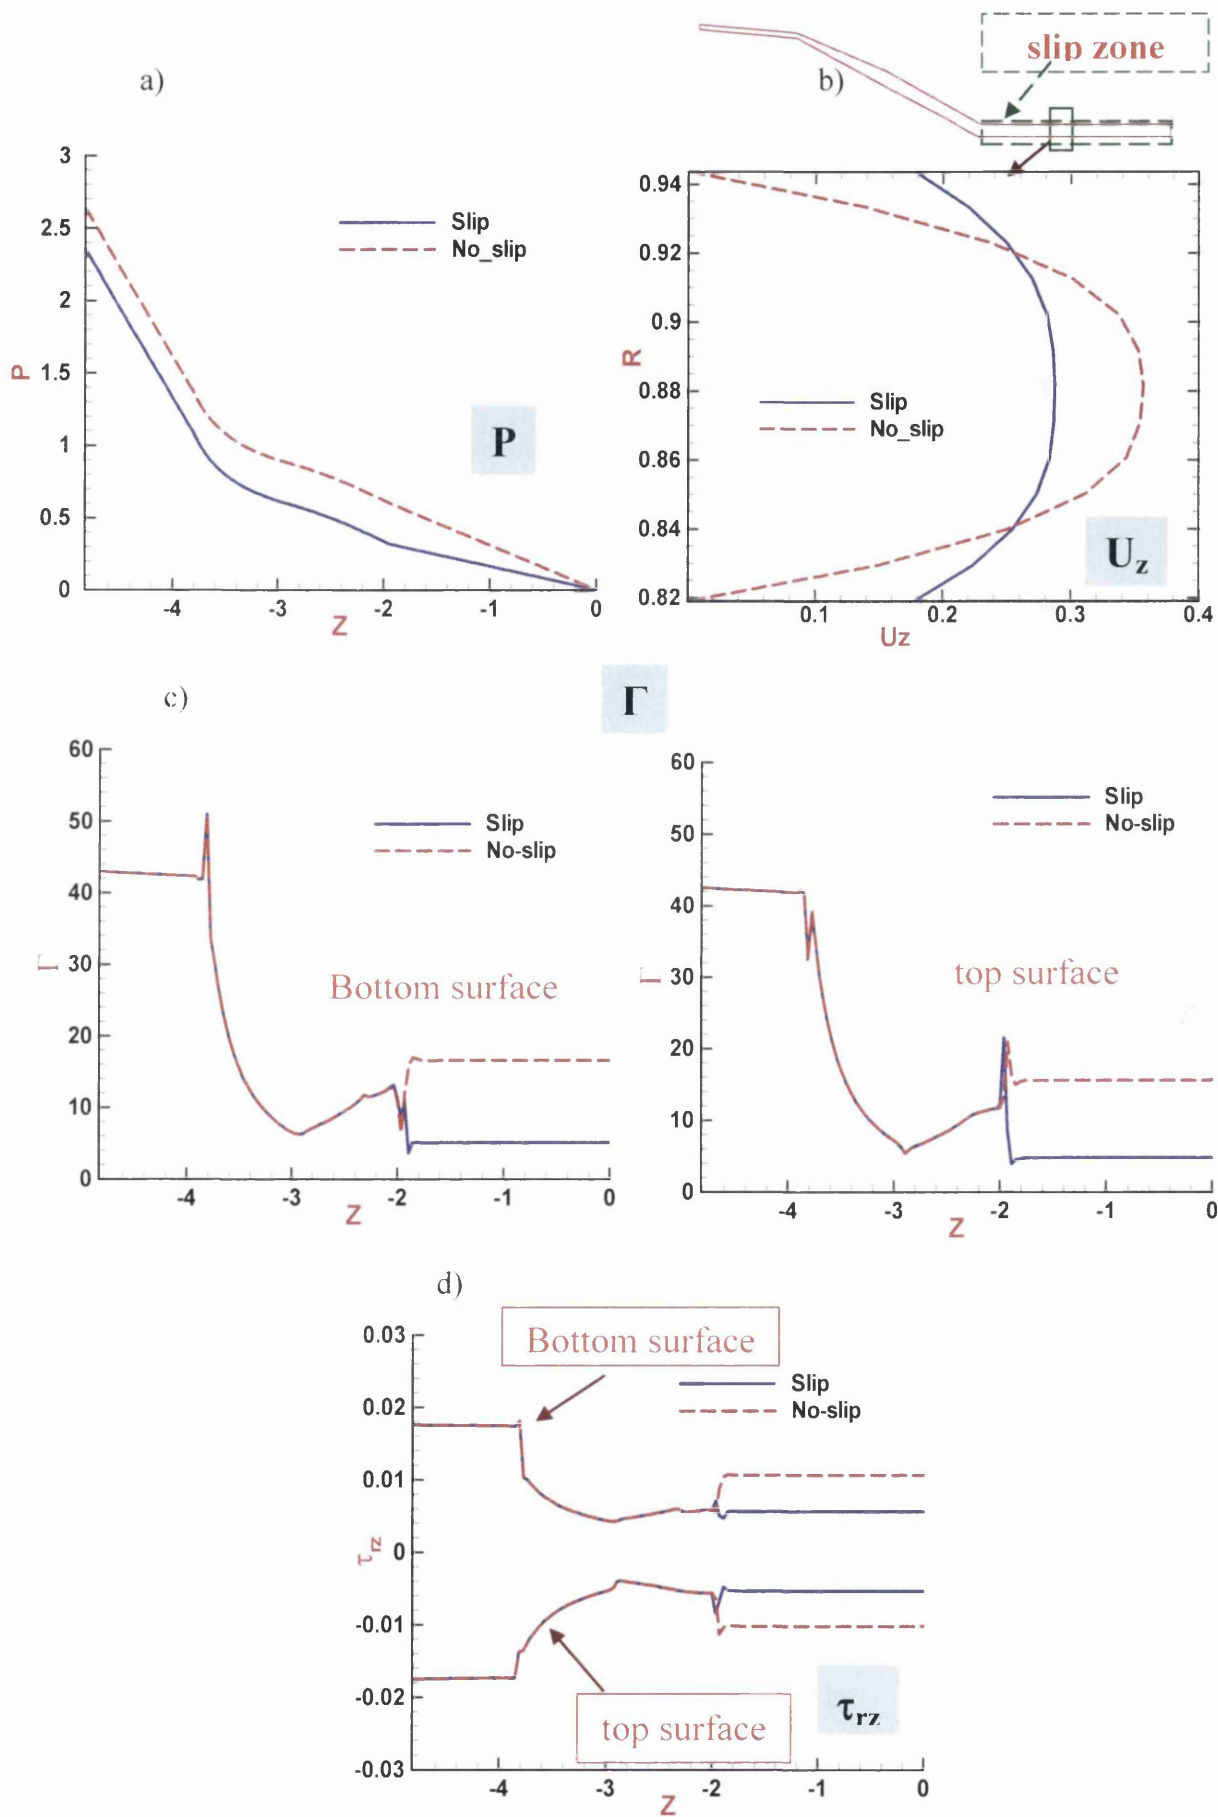 a)
b)
slip zone
3
2.5
2
1.5
1
0.5
0
P
Slip
No_slip
P
-4
-3
-2
-1
0
Z
0.94
0.92
0.9
0.88
0.86
0.84
0.82
R
Slip
No_slip
Uz
0.1
0.2
0.3
0.4
Uz
c)
Γ
60
50
40
30
20
10
0
Γ
Slip
No-slip
Bottom surface
-4
-3
-2
-1
0
Z
60
50
40
30
20
10
0
Γ
Slip
No-slip
top surface
-4
-3
-2
-1
0
Z
d)
0.03
0.02
0.01
0
-0.01
-0.02
-0.03
τrz
Bottom surface
Slip
No-slip
top surface
τrz
-4
-3
-2
-1
0
Z